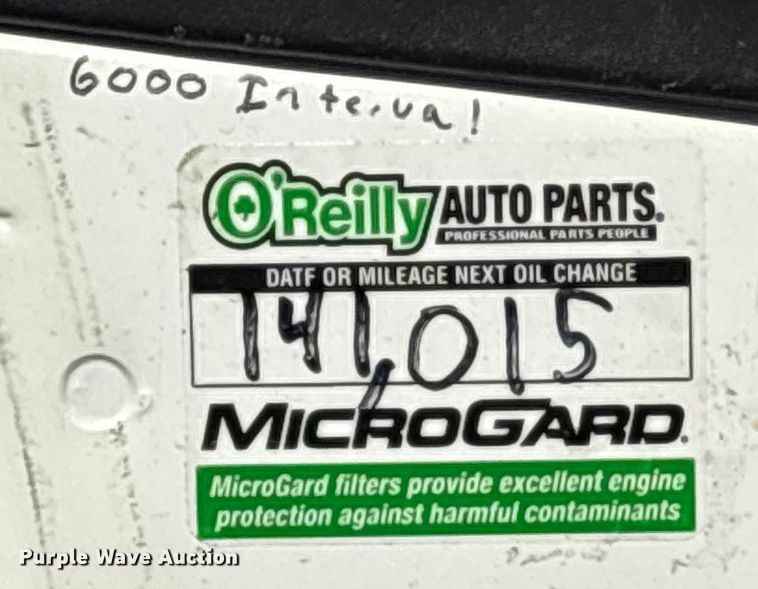 6000 Interval
O'Reilly AUTO PARTS.
PROFESSIONAL PARTS PEOPLE
DATE OR MILEAGE NEXT OIL CHANGE
141,015
MICROGARD.
MicroGard filters provide excellent engine
protection against harmful contaminants
Purple Wave Auction